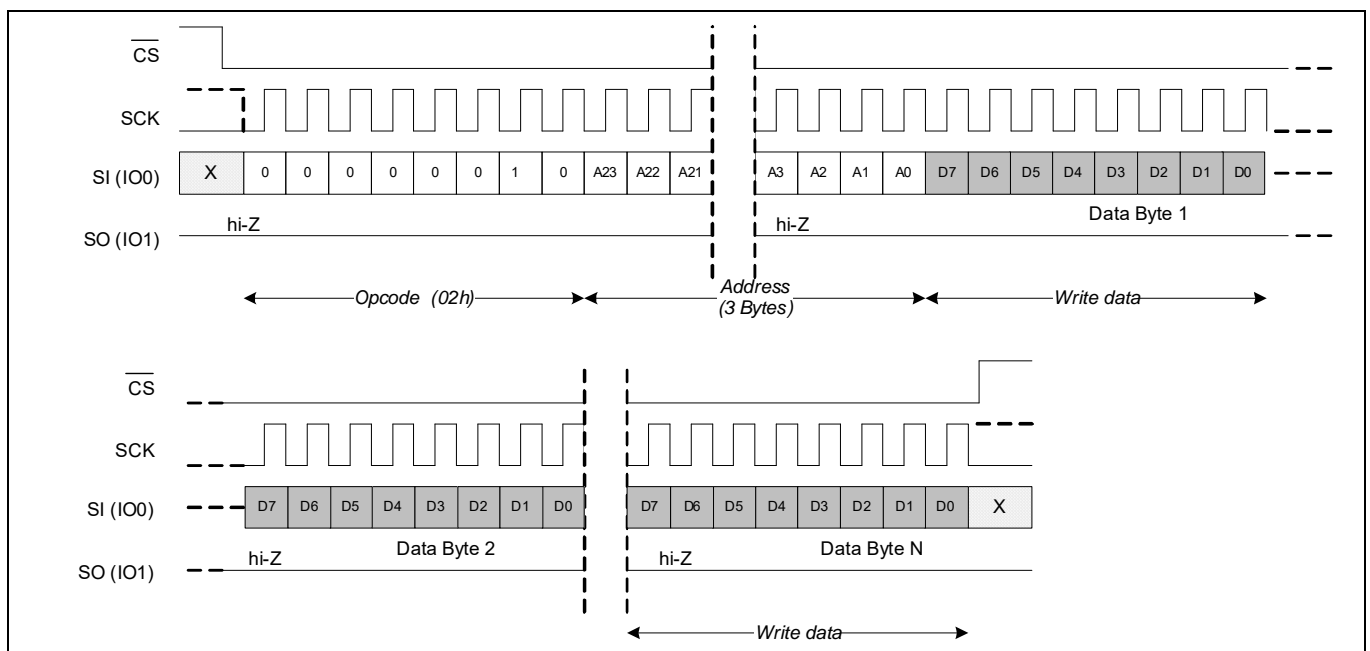 CS
SCK
SI (IO0) X 0 0 0 0 0 0 1 0 A23 A22 A21 A3 A2 A1 A0 D7 D6 D5 D4 D3 D2 D1 D0
hi-Z hi-Z Data Byte 1
SO (IO1)
Opcode (02h) Address (3 Bytes) Write data
CS
SCK
SI (IO0) D7 D6 D5 D4 D3 D2 D1 D0 D7 D6 D5 D4 D3 D2 D1 D0 X
hi-Z Data Byte 2 hi-Z Data Byte N
SO (IO1)
Write data